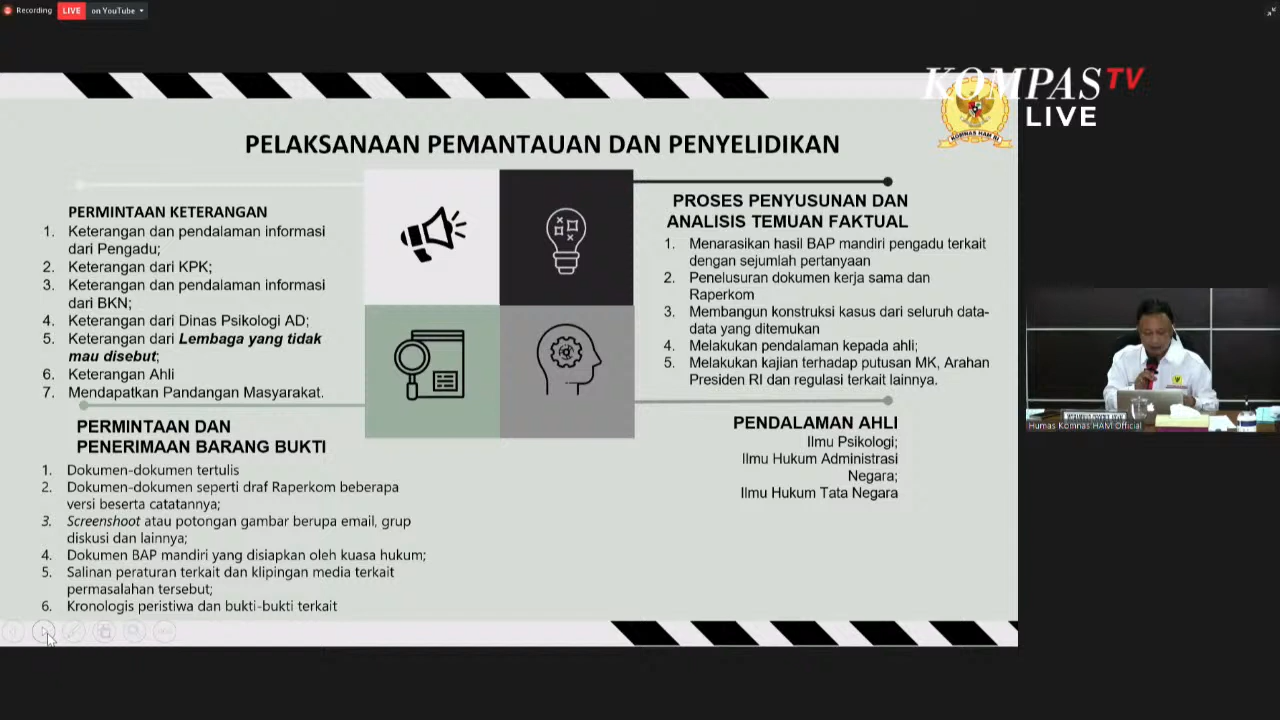 Recording
LIVE
on YouTube
KOMPAS TV
LIVE
KOMNAS HAM RI
PELAKSANAAN PEMANTAUAN DAN PENYELIDIKAN
PERMINTAAN KETERANGAN
1. Keterangan dan pendalaman informasi
dari Pengadu;
2. Keterangan dari KPK;
3. Keterangan dan pendalaman informasi
dari BKN;
4. Keterangan dari Dinas Psikologi AD;
5. Keterangan dari Lembaga yang tidak
mau disebut;
6. Keterangan Ahli
7. Mendapatkan Pandangan Masyarakat.
PERMINTAAN DAN
PENERIMAAN BARANG BUKTI
1. Dokumen-dokumen tertulis
2. Dokumen-dokumen seperti draf Raperkom beberapa
versi beserta catatannya;
3. Screenshoot atau potongan gambar berupa email, grup
diskusi dan lainnya;
4. Dokumen BAP mandiri yang disiapkan oleh kuasa hukum;
5. Salinan peraturan terkait dan klipingan media terkait
permasalahan tersebut;
6. Kronologis peristiwa dan bukti-bukti terkait
PROSES PENYUSUNAN DAN
ANALISIS TEMUAN FAKTUAL
1. Menarasikan hasil BAP mandiri pengadu terkait
dengan sejumlah pertanyaan
2. Penelusuran dokumen kerja sama dan
Raperkom
3. Membangun konstruksi kasus dari seluruh data-
data yang ditemukan
4. Melakukan pendalaman kepada ahli;
5. Melakukan kajian terhadap putusan MK, Arahan
Presiden RI dan regulasi terkait lainnya.
PENDALAMAN AHLI
Ilmu Psikologi;
Ilmu Hukum Administrasi
Negara;
Ilmu Hukum Tata Negara
Humas Komnas HAM Official